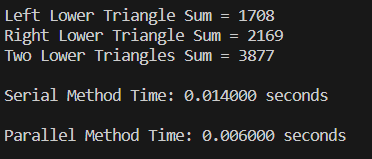 Left Lower Triangle Sum = 1708
Right Lower Triangle Sum = 2169
Two Lower Triangles Sum = 3877
Serial Method Time: 0.014000 seconds
Parallel Method Time: 0.006000 seconds